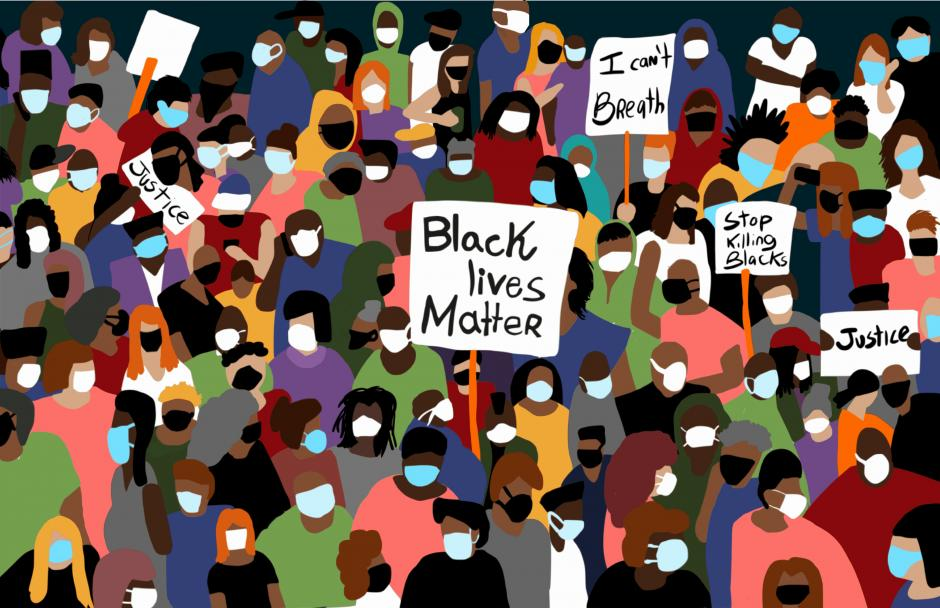 I can't
Breath
Justice
Black
lives
Matter
Stop
Killing
Blacks
Justice